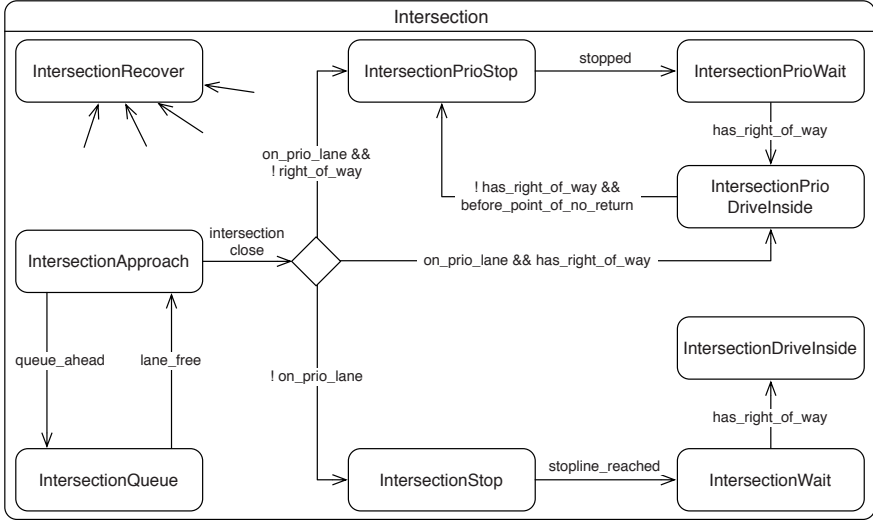 Intersection
IntersectionRecover
IntersectionPrioStop
stopped
IntersectionPrioWait
on_prio_lane &&
! right_of_way
has_right_of_way
! has_right_of_way &&
before_point_of_no_return
IntersectionPrio
DriveInside
IntersectionApproach
intersection
close
on_prio_lane && has_right_of_way
queue_ahead
lane_free
! on_prio_lane
IntersectionDriveInside
has_right_of_way
IntersectionQueue
IntersectionStop
stopline_reached
IntersectionWait